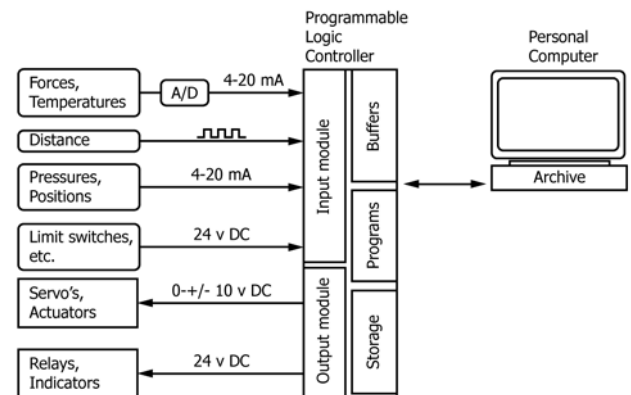 Programmable
Logic
Controller
Personal
Computer
Forces,
Temperatures
A/D
4-20 mA
Distance
Pressures,
Positions
4-20 mA
Limit switches,
etc.
24 v DC
Servo's,
Actuators
0-+/- 10 v DC
Relays,
Indicators
24 v DC
Input module
Output module
Buffers
Programs
Storage
Archive